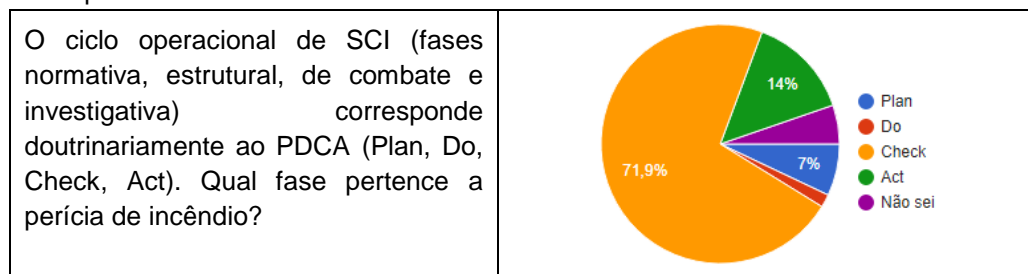 O ciclo operacional de SCI (fases
normativa, estrutural, de combate e
investigativa) corresponde
doutrinariamente ao PDCA (Plan, Do,
Check, Act). Qual fase pertence a
perícia de incêndio?
14%
7%
71,9%
Plan
Do
Check
Act
Não sei